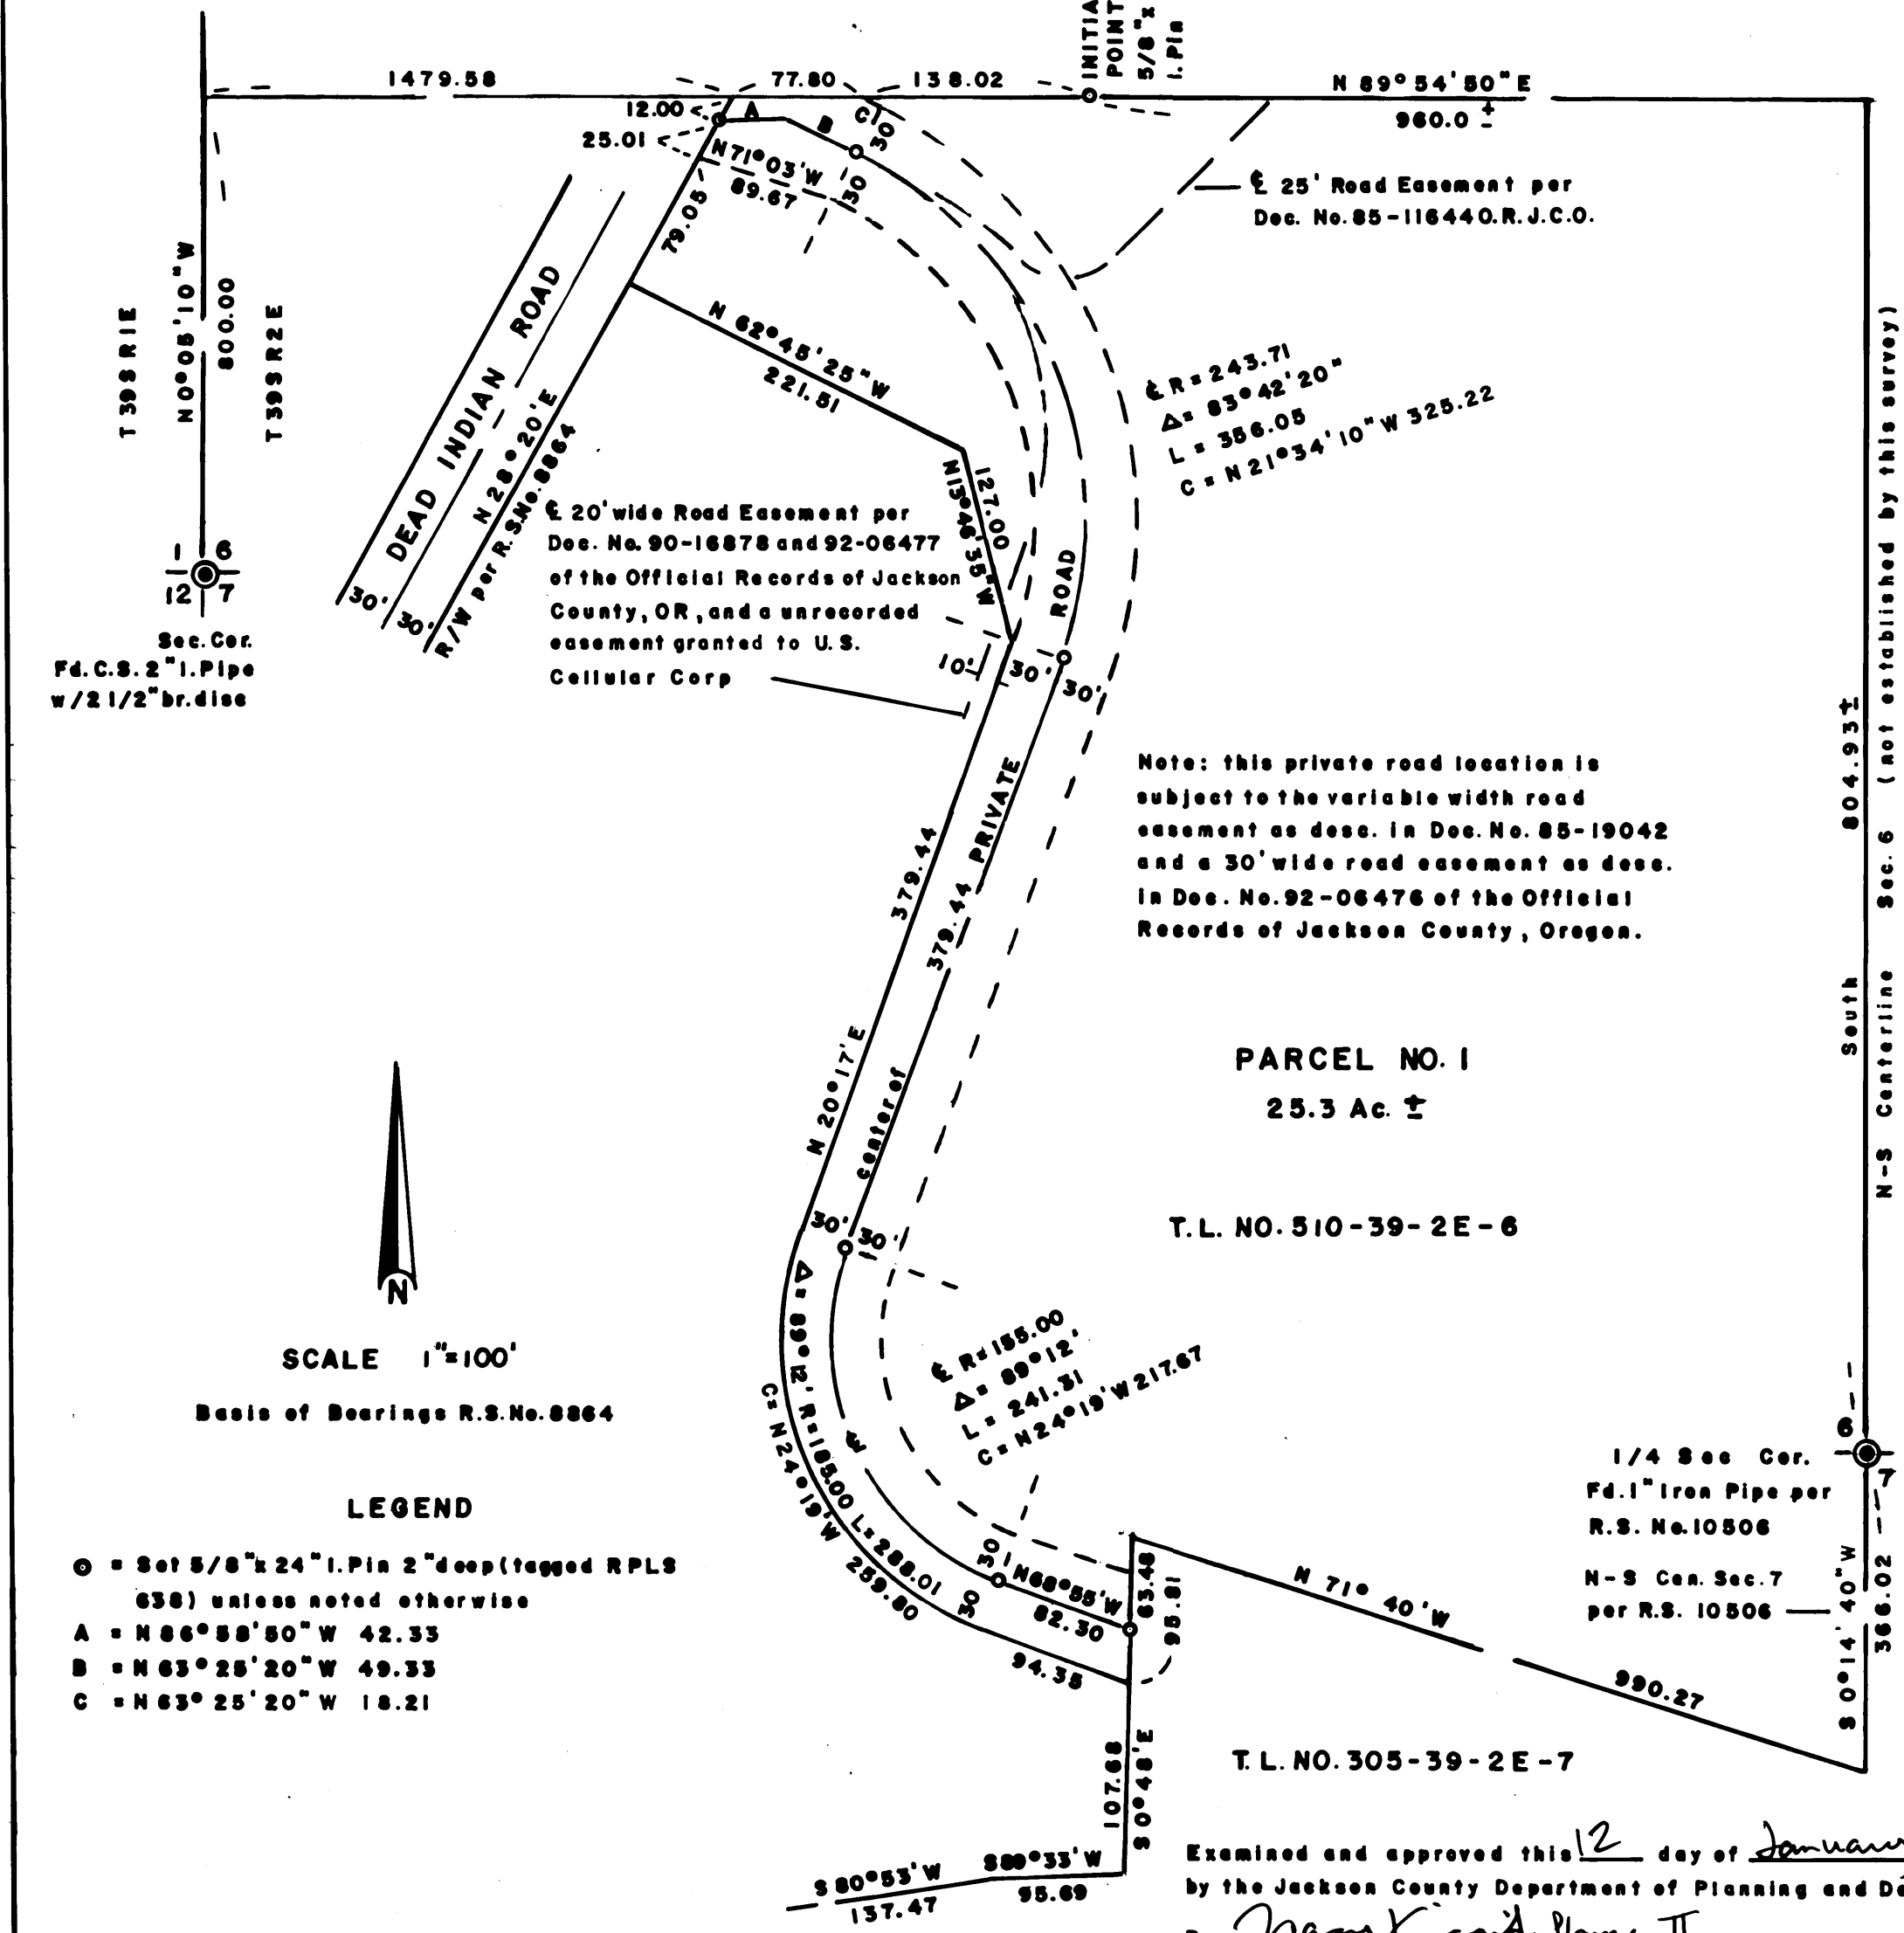 INITIA
POINT
5/8"x
I.Pin
1479.58
77.80
138.02
N 89°54'50"E
960.0 ±
12.00
25.01
A
B
C
30
30
N71°03'W
89.67
79.05
℄ 25' Road Easement per
Doc. No. 85-116440.R.J.C.O.
T39S R1E
N0°05'10"W
800.00
T39S R2E
DEAD INDIAN ROAD
N 28°20'E
R/W per R.S.No.8864
30'
30'
N 62°45'25"W
221.51
℄ R=243.71
Δ= 83°42'20"
L = 356.05
C = N 21°34'10"W 325.22
127.00
N15°46'35"W
℄ 20'wide Road Easement per
Doc. No. 90-16878 and 92-06477
of the Official Records of Jackson
County, OR, and a unrecorded
easement granted to U.S.
Cellular Corp
1 6
12 7
Sec. Cor.
Fd.C.S. 2"I.Pipe
w/2 1/2"br.disc
10'
30'
30'
ROAD
PRIVATE
center of
379.44
379.44
N 20°17'E
Note: this private road location is
subject to the variable width road
easement as desc. in Doc. No. 85-19042
and a 30'wide road easement as desc.
in Doc. No.92-06476 of the Official
Records of Jackson County, Oregon.
South 804.93±
N-S Centerline Sec. 6 (not established by this survey)
PARCEL NO. 1
25.3 Ac. ±
T.L. NO. 510-39-2E-6
N
SCALE 1"=100'
Basis of Bearings R.S.No.8864
30'
30'
Δ= 89°12' R=185.00 L=288.01
C= N24°19'W 259.80
℄
℄ R=155.00
Δ= 89°12'
L= 241.31
C= N24°19'W 217.67
LEGEND
= Set 5/8"x 24"I.Pin 2"deep(tagged RPLS
638) unless noted otherwise
A = N 86°58'50"W 42.33
B = N 63°25'20"W 49.33
C = N 63°25'20"W 18.21
30
30
N68°55'W
82.30
94.35
63.48
95.81
N 71° 40'W
990.27
6
7
1/4 Sec Cor.
Fd.1"Iron Pipe per
R.S. No.10506
N-S Cen. Sec.7
per R.S. 10506
S 0°14'40"W
366.02
107.68
S 0°48'E
T.L. NO. 305-39-2E-7
S 80°53'W
137.47
S89°33'W
95.69
Examined and approved this 12 day of January
by the Jackson County Department of Planning and De